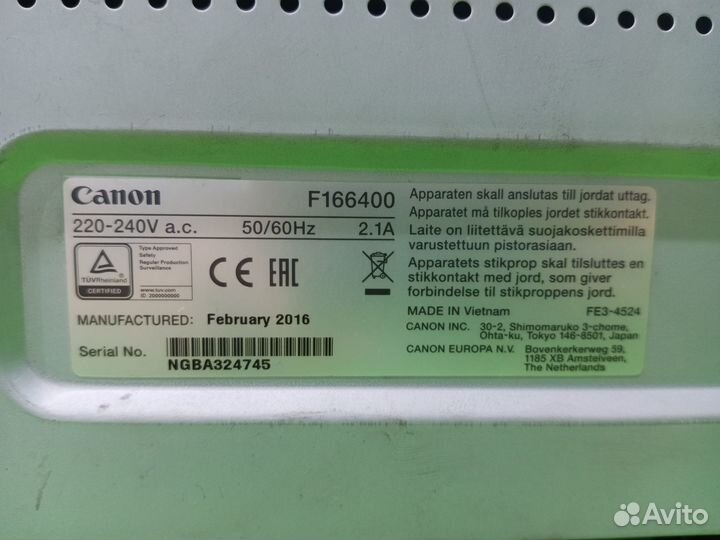 Canon F166400
220-240V a.c. 50/60Hz 2.1A
TÜVRheinland
CERTIFIED
Type Approved
Safety
Regular Production
Surveillance
www.tuv.com
ID 2000000000
CE EAC
MANUFACTURED: February 2016
Serial No.
NGBA324745
Apparaten skall anslutas till jordat uttag.
Apparatet må tilkoples jordet stikkontakt.
Laite on liitettävä suojakoskettimilla
varustettuun pistorasiaan.
Apparatets stikprop skal tilsluttes en
stikkontakt med jord, som giver
forbindelse til stikproppens jord.
MADE IN Vietnam FE3-4524
CANON INC. 30-2, Shimomaruko 3-chome,
Ohta-ku, Tokyo 146-8501, Japan
CANON EUROPA N.V. Bovenkerkerweg 59,
1185 XB Amstelveen,
The Netherlands
Avito